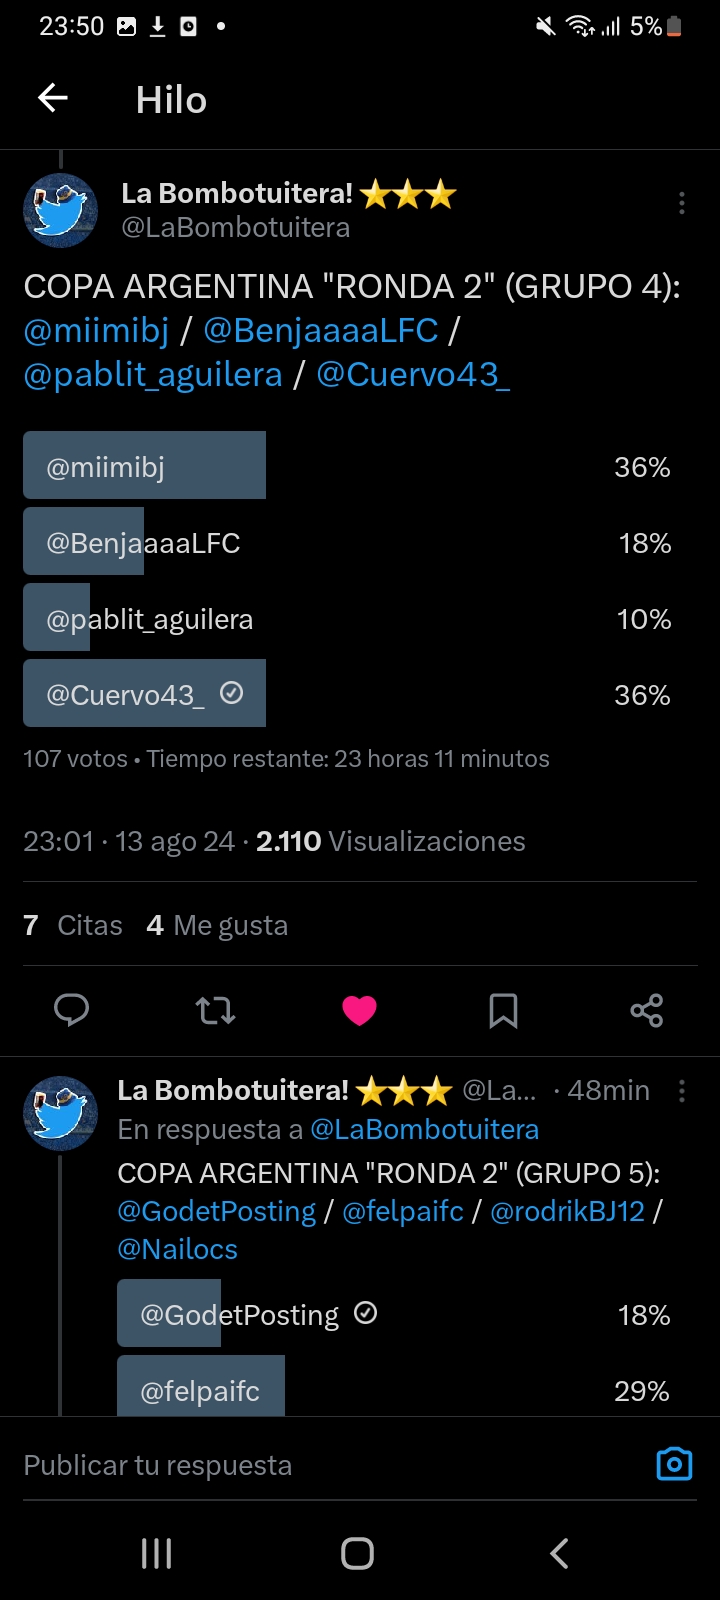 23:50
5%
Hilo
La Bombotuitera! ⭐⭐⭐
@LaBombotuitera
COPA ARGENTINA "RONDA 2" (GRUPO 4):
@miimibj / @BenjaaaaLFC /
@pablit_aguilera / @Cuervo43_
@miimibj 36%
@BenjaaaaLFC 18%
@pablit_aguilera 10%
@Cuervo43_ 36%
107 votos • Tiempo restante: 23 horas 11 minutos
23:01 · 13 ago 24 · 2.110 Visualizaciones
7 Citas 4 Me gusta
La Bombotuitera! ⭐⭐⭐ @La... · 48min
En respuesta a @LaBombotuitera
COPA ARGENTINA "RONDA 2" (GRUPO 5):
@GodetPosting / @felpaifc / @rodrikBJ12 /
@Nailocs
@GodetPosting 18%
@felpaifc 29%
Publicar tu respuesta